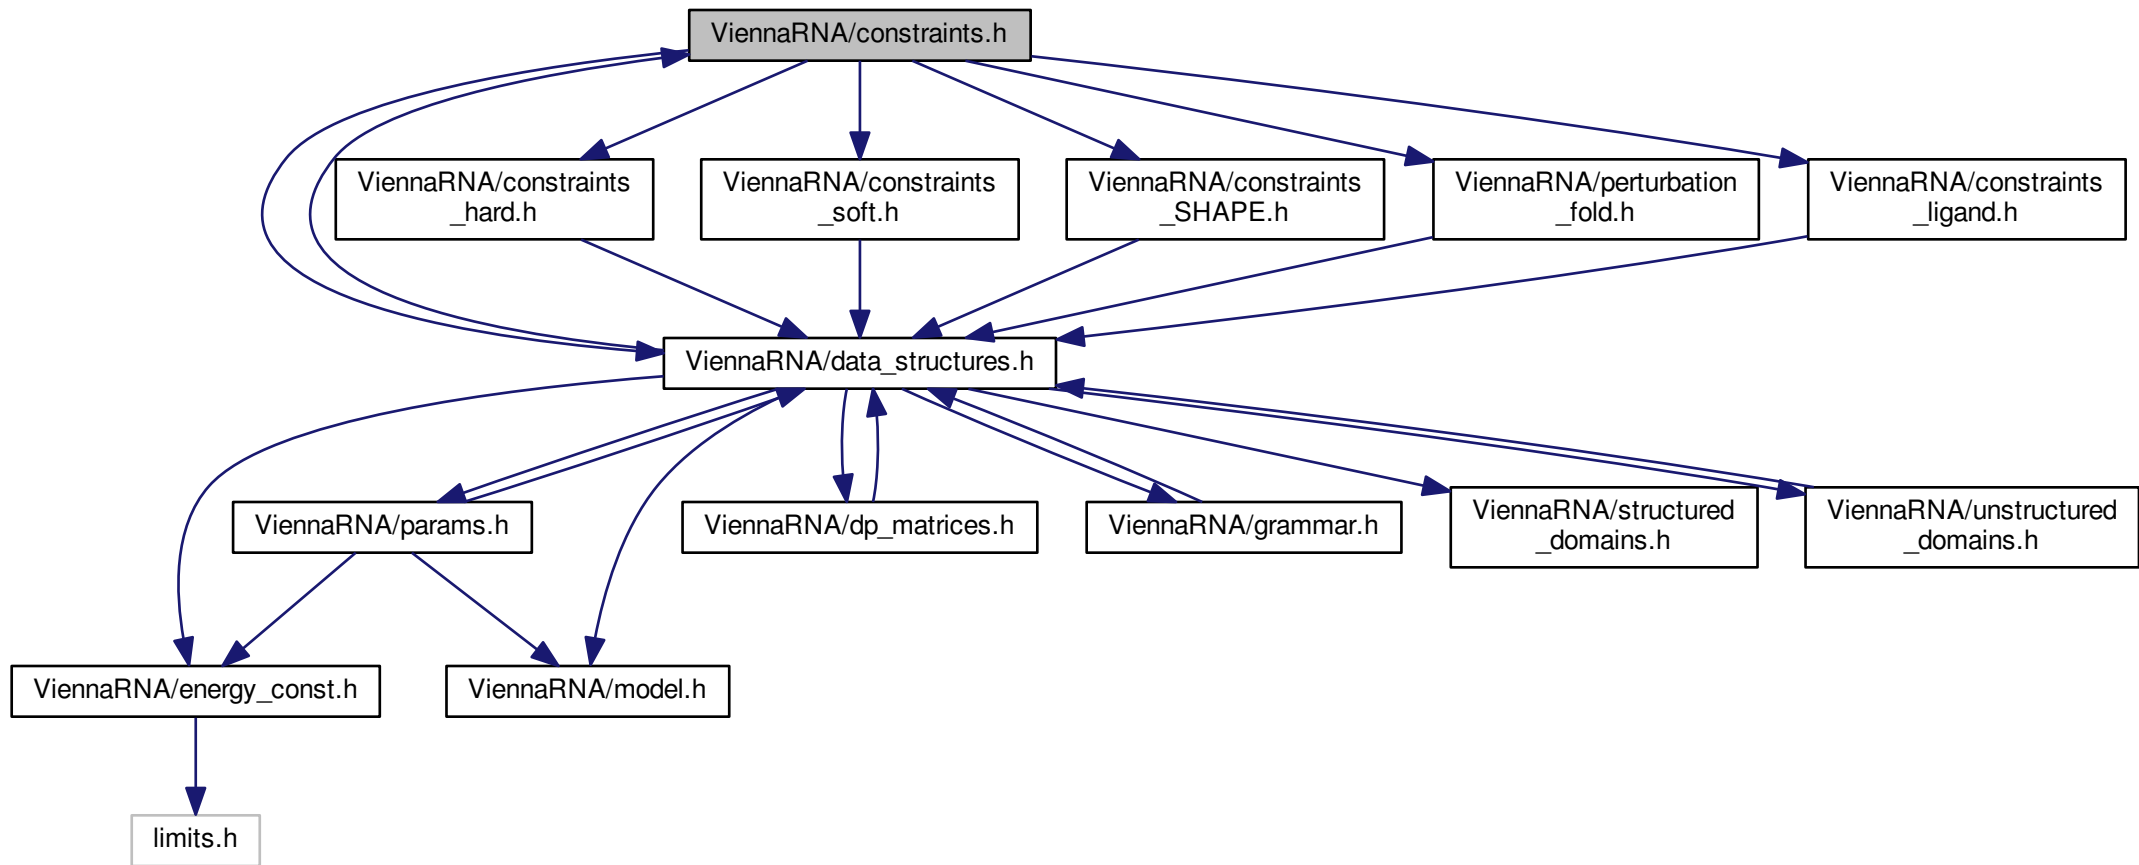 ViennaRNA/constraints.h
ViennaRNA/constraints
_hard.h
ViennaRNA/constraints
_soft.h
ViennaRNA/constraints
_SHAPE.h
ViennaRNA/perturbation
_fold.h
ViennaRNA/constraints
_ligand.h
ViennaRNA/data_structures.h
ViennaRNA/params.h
ViennaRNA/dp_matrices.h
ViennaRNA/grammar.h
ViennaRNA/structured
_domains.h
ViennaRNA/unstructured
_domains.h
ViennaRNA/energy_const.h
ViennaRNA/model.h
limits.h